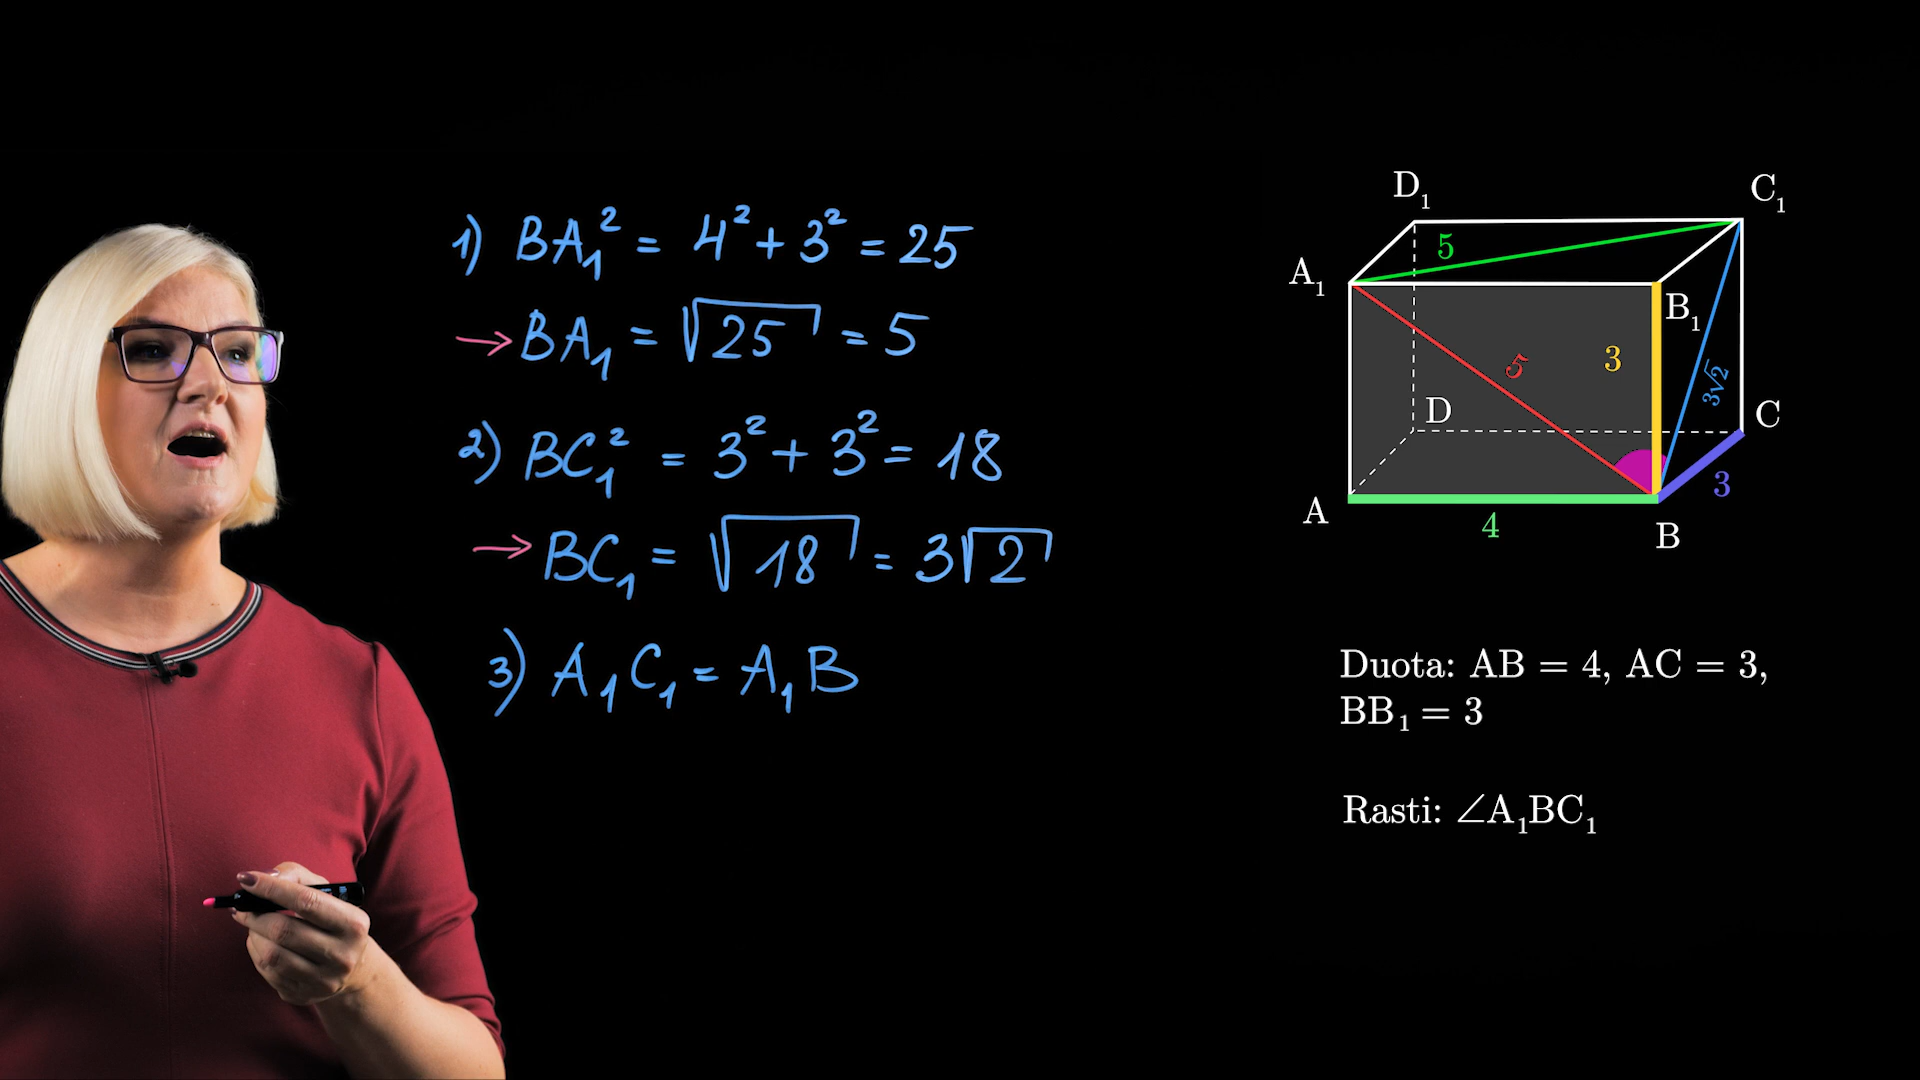 1) BA₁² = 4² + 3² = 25
→ BA₁ = √25 = 5
2) BC₁² = 3² + 3² = 18
→ BC₁ = √18 = 3√2
3) A₁C₁ = A₁B
D₁
C₁
5
A₁
B₁
5
3
3√2
D
C
3
A
4
B
Duota: AB = 4, AC = 3,
BB₁ = 3
Rasti: ∠A₁BC₁